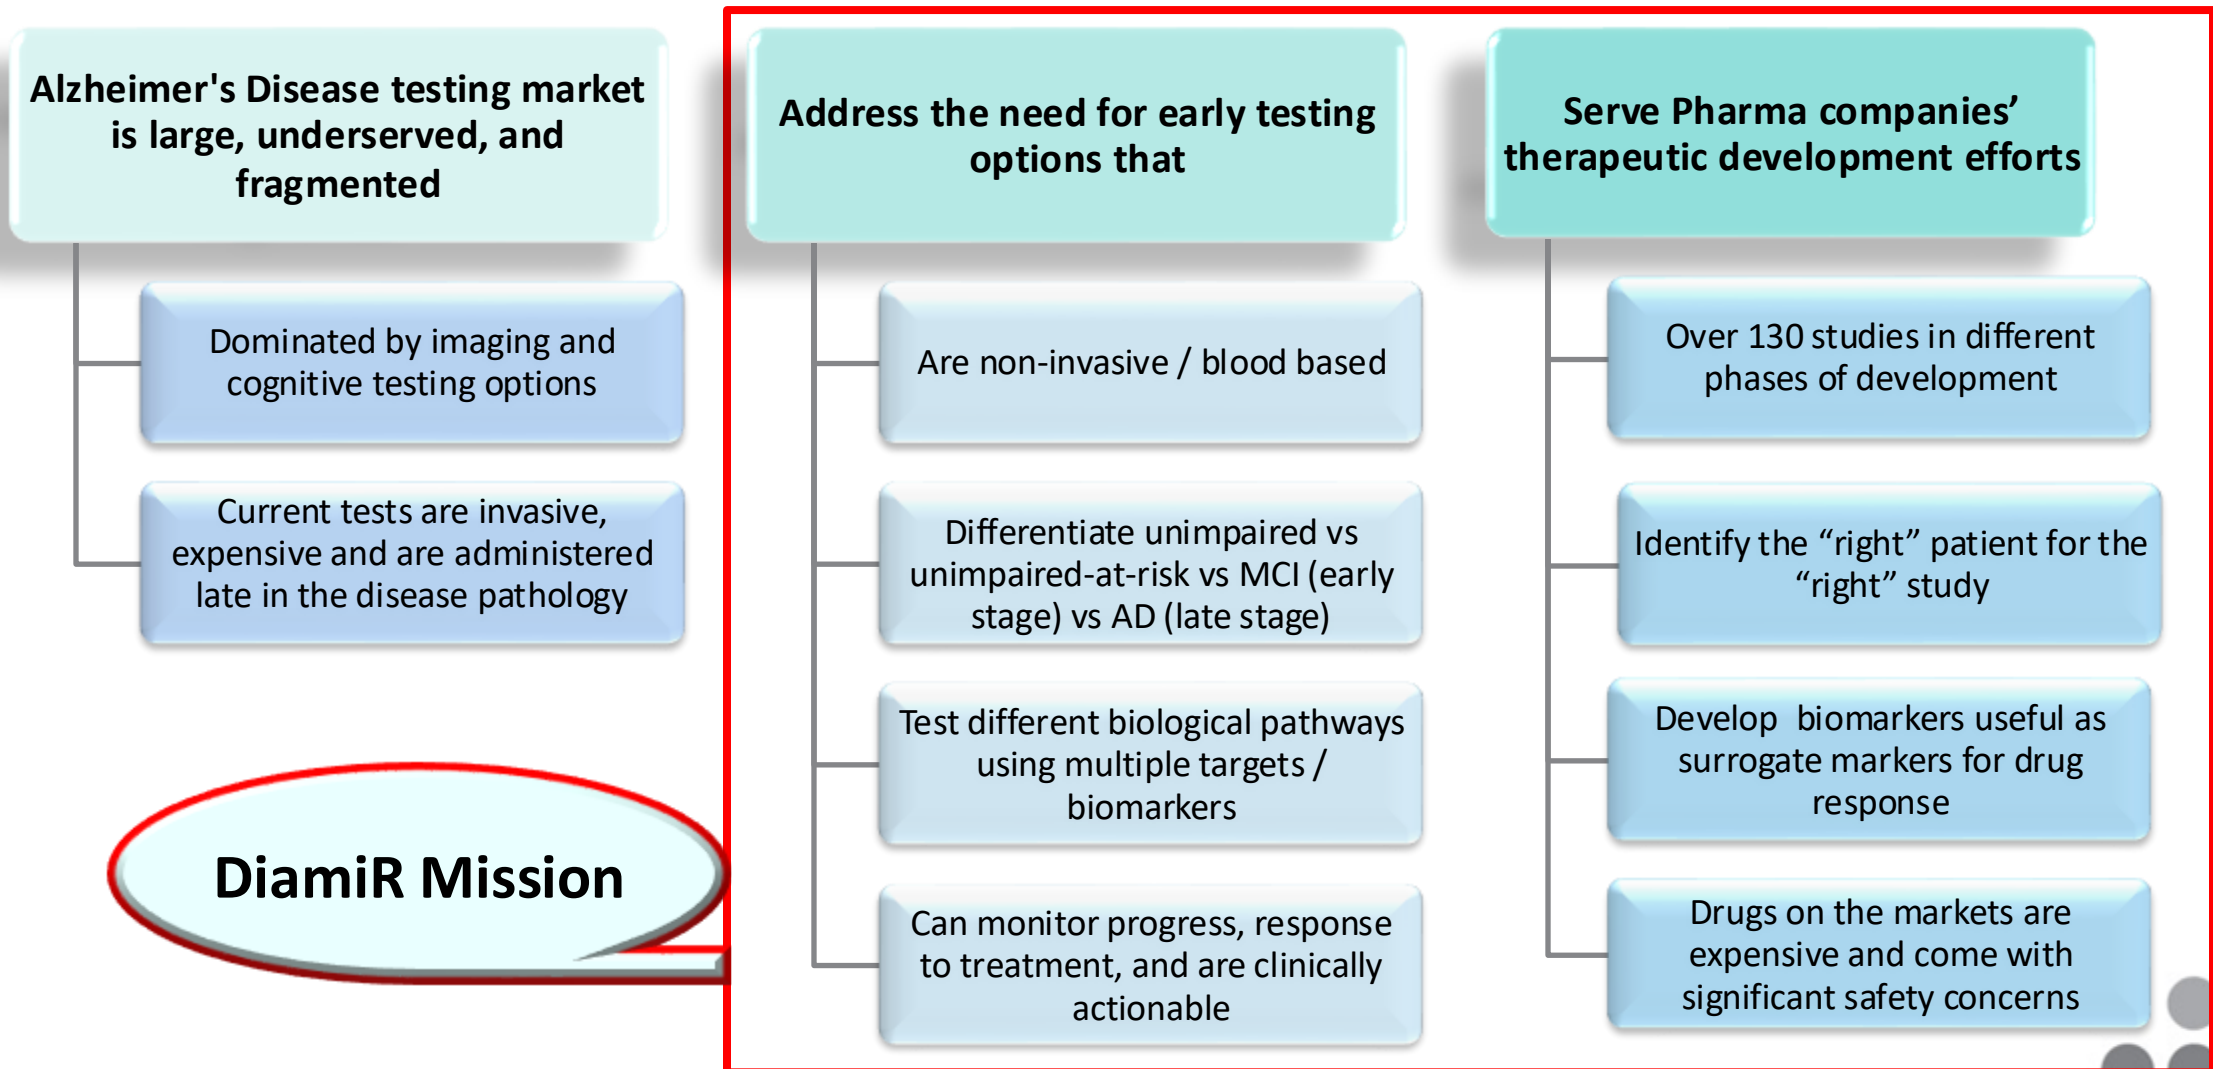 Alzheimer's Disease testing market
is large, underserved, and
fragmented
Dominated by imaging and
cognitive testing options
Current tests are invasive,
expensive and are administered
late in the disease pathology
DiamiR Mission
Address the need for early testing
options that
Are non-invasive / blood based
Differentiate unimpaired vs
unimpaired-at-risk vs MCI (early
stage) vs AD (late stage)
Test different biological pathways
using multiple targets /
biomarkers
Can monitor progress, response
to treatment, and are clinically
actionable
Serve Pharma companies’
therapeutic development efforts
Over 130 studies in different
phases of development
Identify the “right” patient for the
“right” study
Develop  biomarkers useful as
surrogate markers for drug
response
Drugs on the markets are
expensive and come with
significant safety concerns